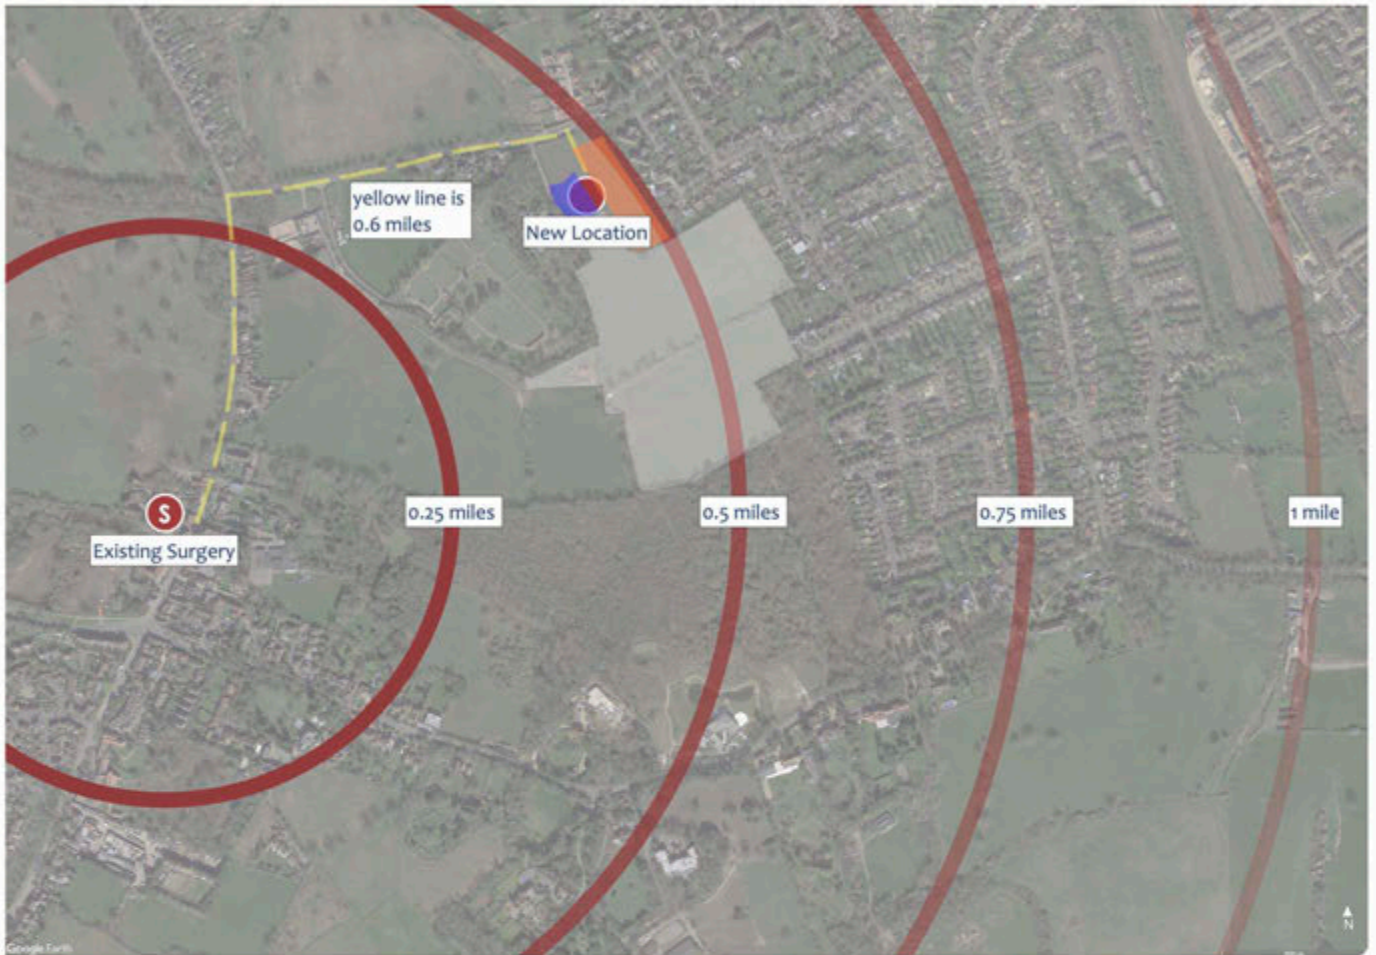 yellow line is
0.6 miles
New Location
S
Existing Surgery
0.25 miles
0.5 miles
0.75 miles
1 mile
N
Google Earth